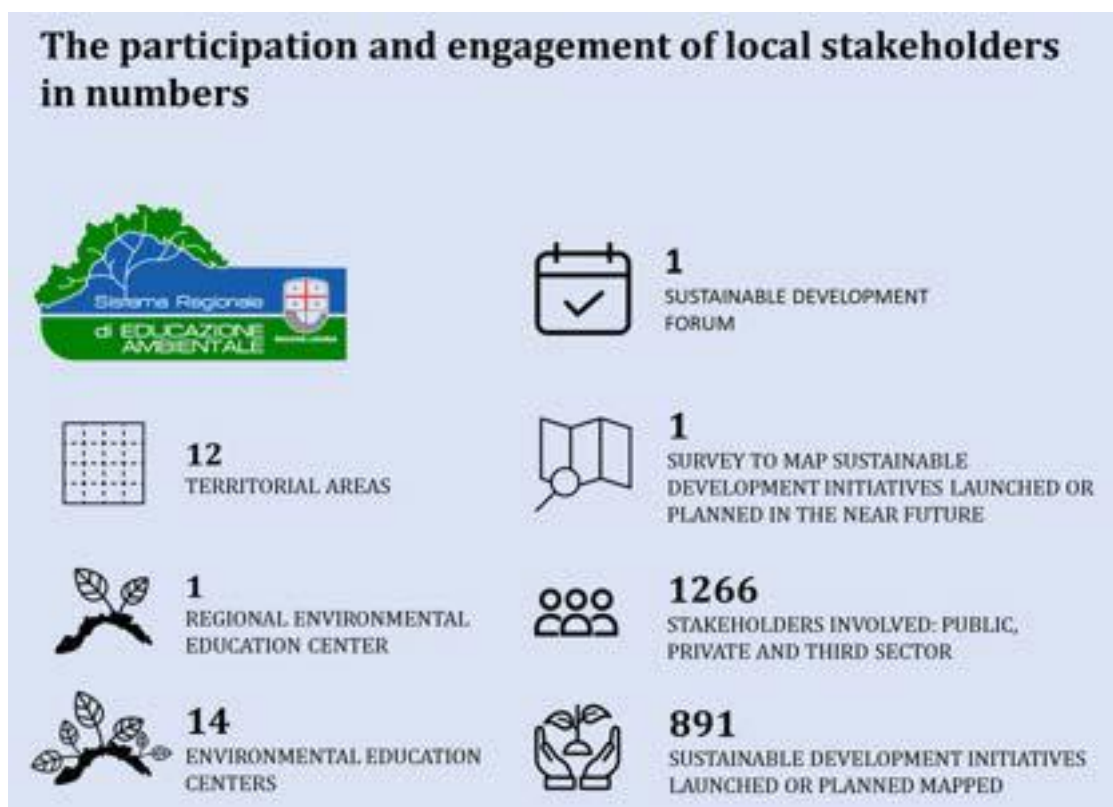 The participation and engagement of local stakeholders
in numbers
Sistema Regionale
di EDUCAZIONE
AMBIENTALE
12
TERRITORIAL AREAS
1
REGIONAL ENVIRONMENTAL
EDUCATION CENTER
14
ENVIRONMENTAL EDUCATION
CENTERS
1
SUSTAINABLE DEVELOPMENT
FORUM
1
SURVEY TO MAP SUSTAINABLE
DEVELOPMENT INITIATIVES LAUNCHED OR
PLANNED IN THE NEAR FUTURE
1266
STAKEHOLDERS INVOLVED: PUBLIC,
PRIVATE AND THIRD SECTOR
891
SUSTAINABLE DEVELOPMENT INITIATIVES
LAUNCHED OR PLANNED MAPPED